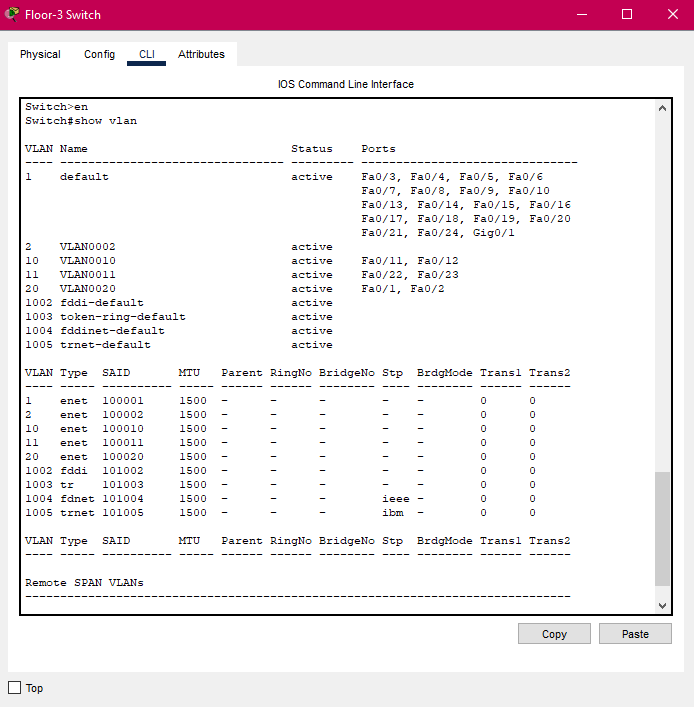 Floor-3 Switch
Physical Config CLI Attributes
IOS Command Line Interface
Switch>en
Switch#show vlan
VLAN Name                             Status    Ports
---- -------------------------------- --------- -------------------------------
1    default                          active    Fa0/3, Fa0/4, Fa0/5, Fa0/6
                                                Fa0/7, Fa0/8, Fa0/9, Fa0/10
                                                Fa0/13, Fa0/14, Fa0/15, Fa0/16
                                                Fa0/17, Fa0/18, Fa0/19, Fa0/20
                                                Fa0/21, Fa0/24, Gig0/1
2    VLAN0002                         active
10   VLAN0010                         active    Fa0/11, Fa0/12
11   VLAN0011                         active    Fa0/22, Fa0/23
20   VLAN0020                         active    Fa0/1, Fa0/2
1002 fddi-default                     active
1003 token-ring-default               active
1004 fddinet-default                  active
1005 trnet-default                    active
VLAN Type  SAID       MTU   Parent RingNo BridgeNo Stp  BrdgMode Trans1 Trans2
---- ----- ---------- ----- ------ ------ -------- ---- -------- ------ ------
1    enet  100001     1500  -      -      -        -    -        0      0
2    enet  100002     1500  -      -      -        -    -        0      0
10   enet  100010     1500  -      -      -        -    -        0      0
11   enet  100011     1500  -      -      -        -    -        0      0
20   enet  100020     1500  -      -      -        -    -        0      0
1002 fddi  101002     1500  -      -      -        -    -        0      0
1003 tr    101003     1500  -      -      -        -    -        0      0
1004 fdnet 101004     1500  -      -      -        ieee -        0      0
1005 trnet 101005     1500  -      -      -        ibm  -        0      0
VLAN Type  SAID       MTU   Parent RingNo BridgeNo Stp  BrdgMode Trans1 Trans2
---- ----- ---------- ----- ------ ------ -------- ---- -------- ------ ------
Remote SPAN VLANs
------------------------------------------------------------------------------
Copy Paste
Top